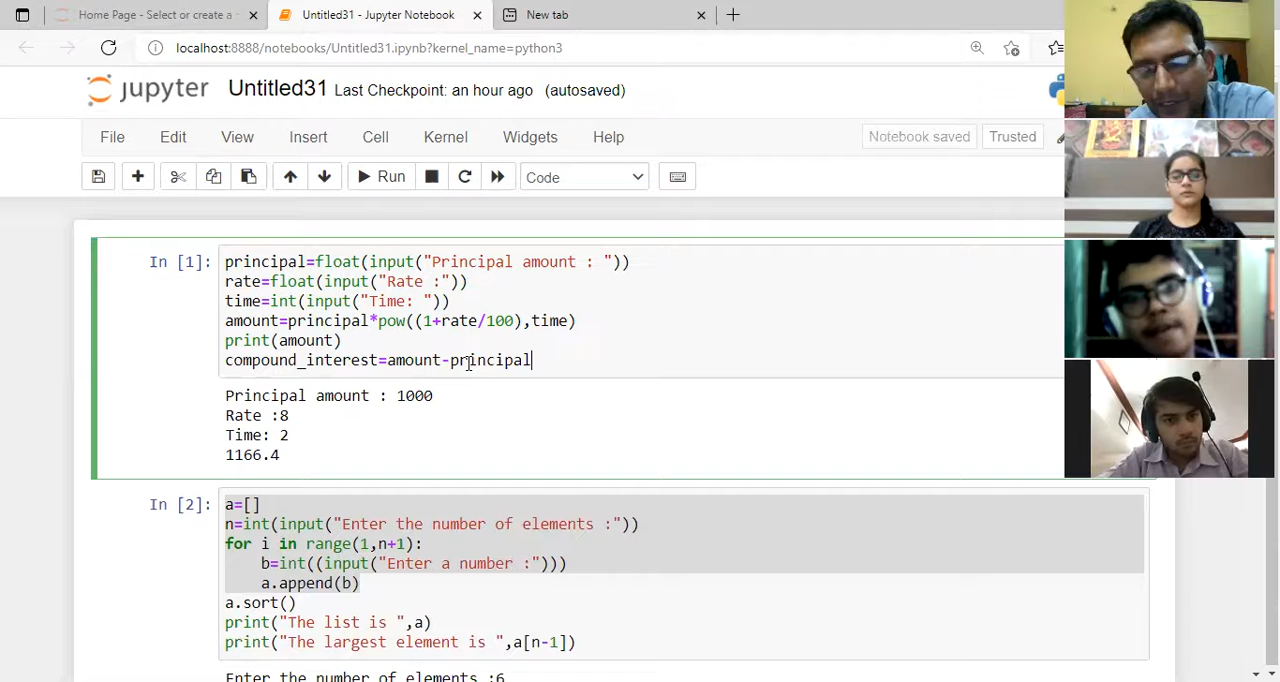 Home Page - Select or create a
Untitled31 - Jupyter Notebook
New tab
localhost:8888/notebooks/Untitled31.ipynb?kernel_name=python3
jupyter Untitled31 Last Checkpoint: an hour ago (autosaved)
File Edit View Insert Cell Kernel Widgets Help Notebook saved Trusted
Run Code
In [1]: principal=float(input("Principal amount : "))
rate=float(input("Rate :"))
time=int(input("Time: "))
amount=principal*pow((1+rate/100),time)
print(amount)
compound_interest=amount-principal
Principal amount : 1000
Rate :8
Time: 2
1166.4
In [2]: a=[]
n=int(input("Enter the number of elements :"))
for i in range(1,n+1):
    b=int((input("Enter a number :")))
    a.append(b)
a.sort()
print("The list is ",a)
print("The largest element is ",a[n-1])
Enter the number of elements :6